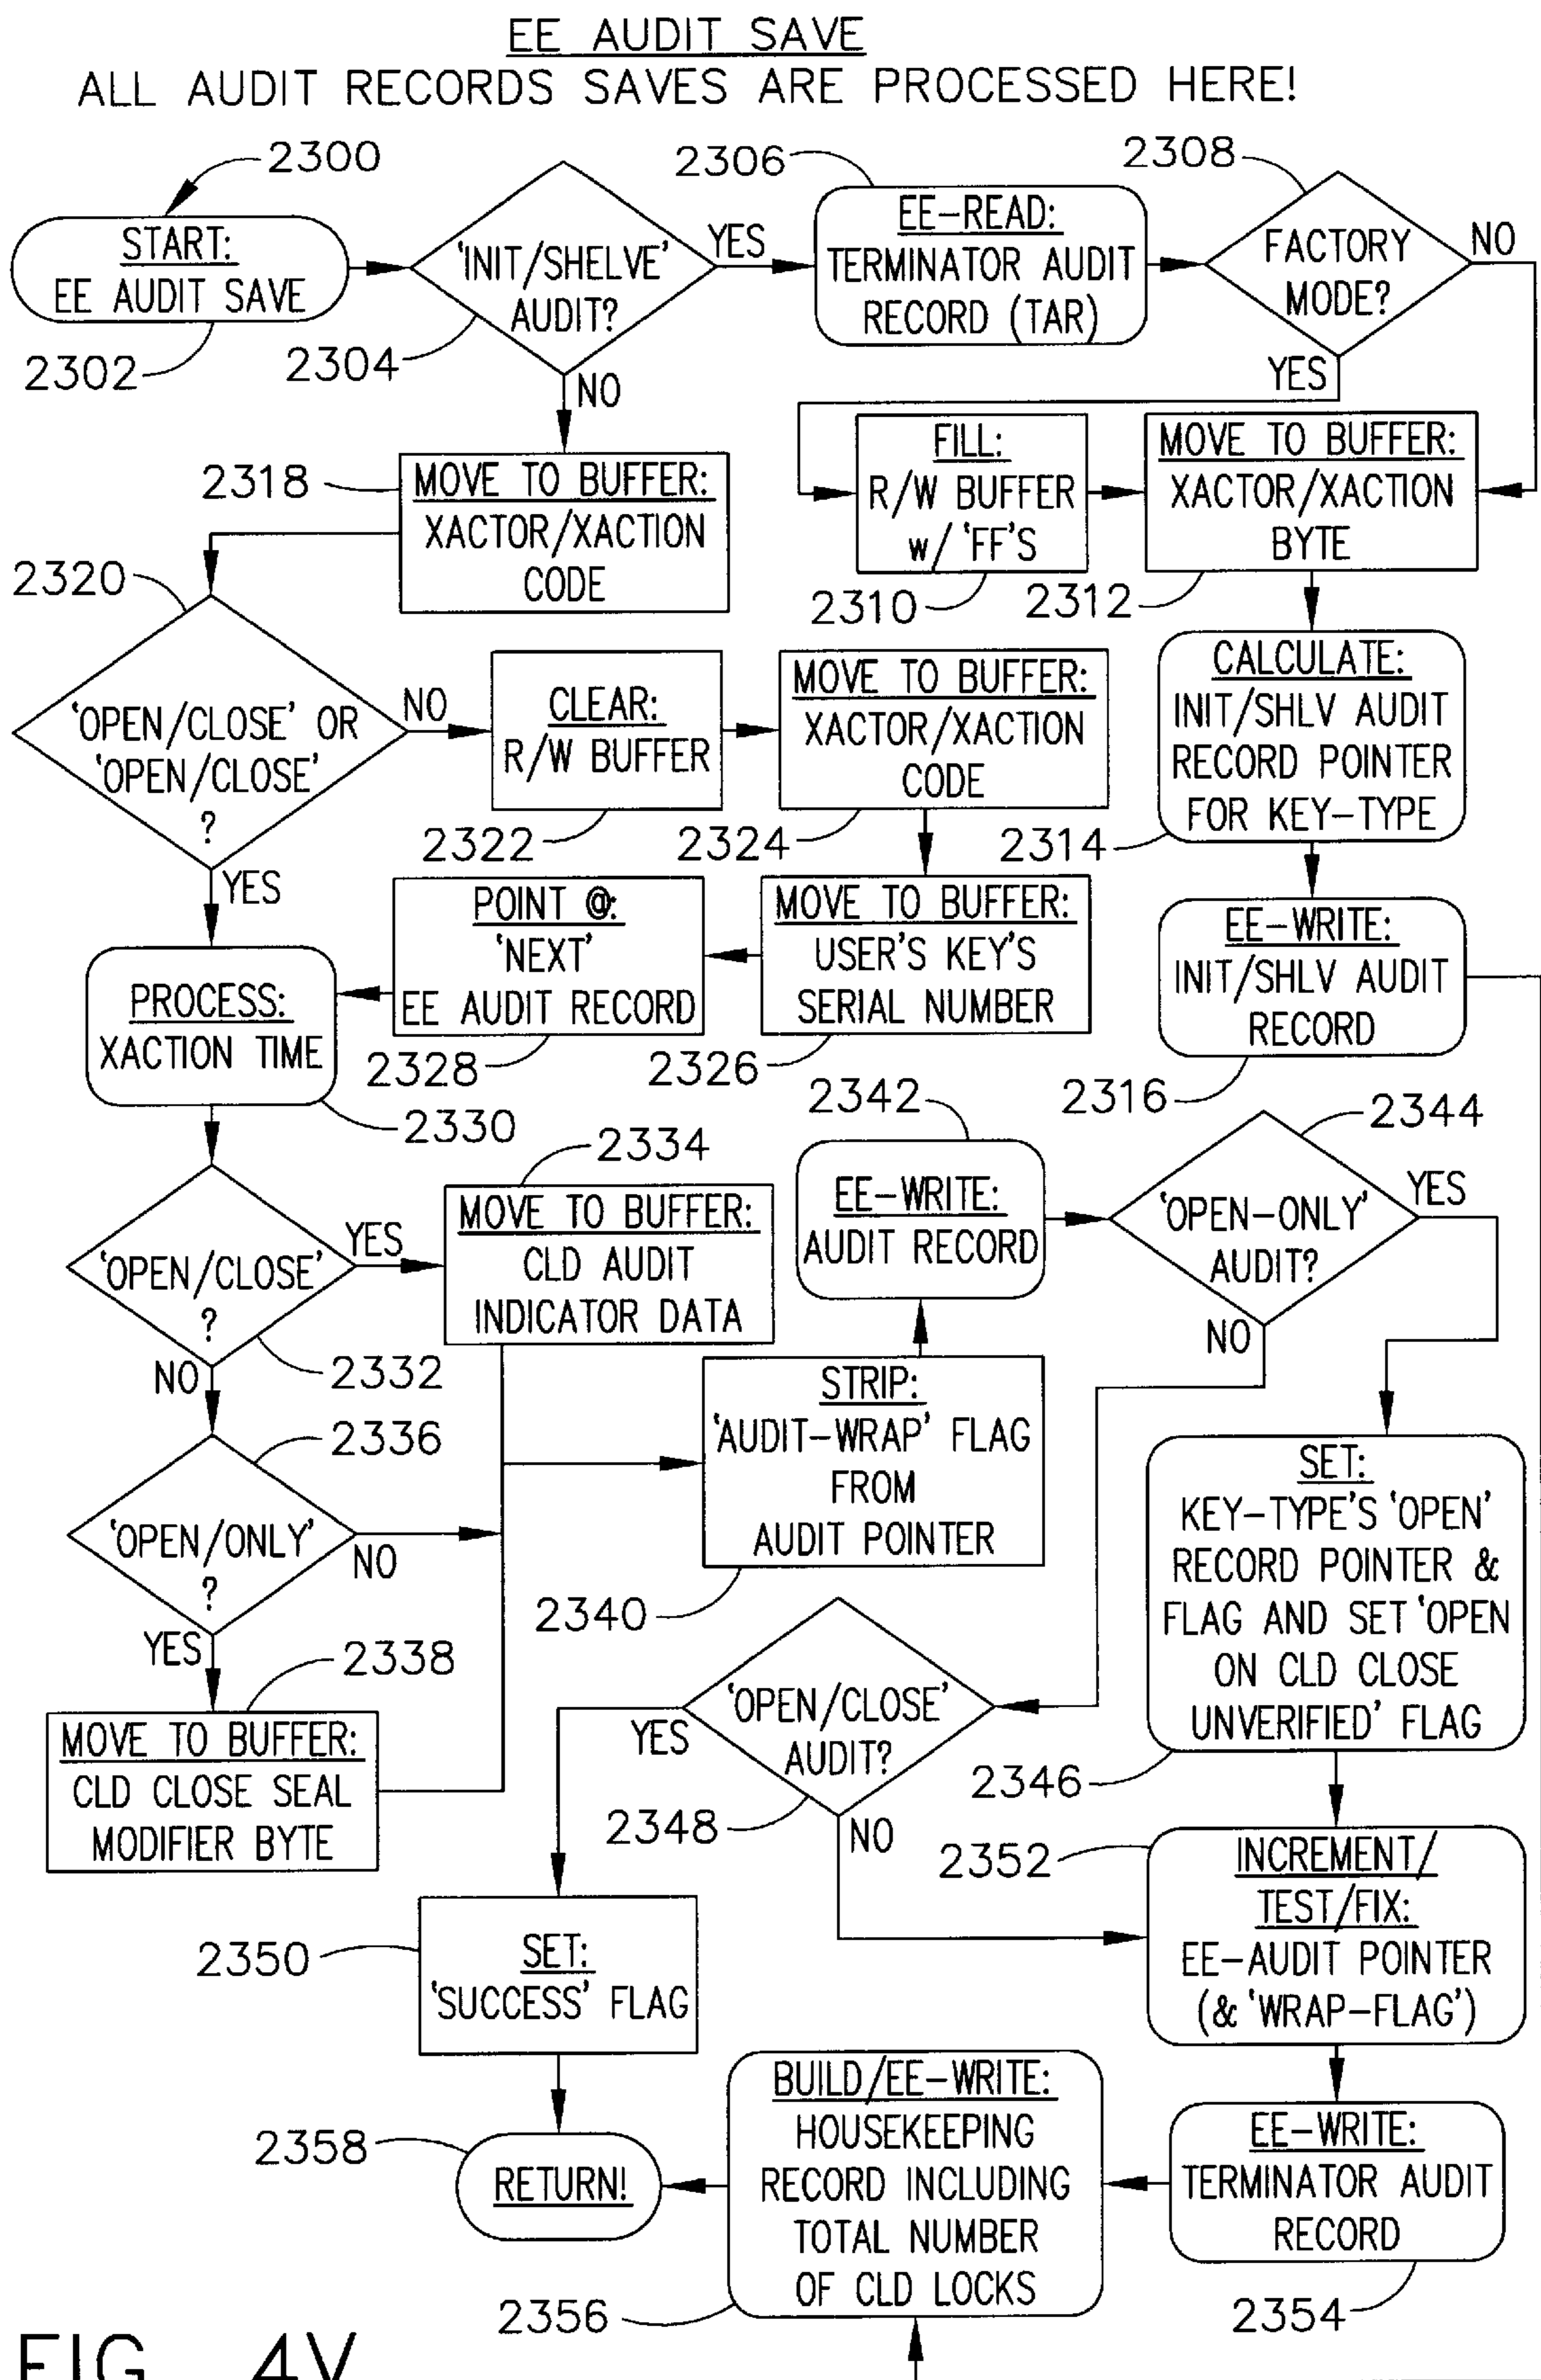 EE AUDIT SAVE
ALL AUDIT RECORDS SAVES ARE PROCESSED HERE!
2300
START:
EE AUDIT SAVE
2302
'INIT/SHELVE'
AUDIT?
2304
YES
NO
2306
EE-READ:
TERMINATOR AUDIT
RECORD (TAR)
2308
FACTORY
MODE?
NO
YES
FILL:
R/W BUFFER
w/ 'FF'S
2310
MOVE TO BUFFER:
XACTOR/XACTION
BYTE
2312
2318
MOVE TO BUFFER:
XACTOR/XACTION
CODE
2320
'OPEN/CLOSE' OR
'OPEN/CLOSE'
?
NO
YES
CLEAR:
R/W BUFFER
2322
MOVE TO BUFFER:
XACTOR/XACTION
CODE
2324
CALCULATE:
INIT/SHLV AUDIT
RECORD POINTER
FOR KEY-TYPE
2314
POINT @:
'NEXT'
EE AUDIT RECORD
2328
MOVE TO BUFFER:
USER'S KEY'S
SERIAL NUMBER
2326
EE-WRITE:
INIT/SHLV AUDIT
RECORD
2316
PROCESS:
XACTION TIME
2330
'OPEN/CLOSE'
?
YES
NO
2332
2334
MOVE TO BUFFER:
CLD AUDIT
INDICATOR DATA
2342
EE-WRITE:
AUDIT RECORD
2344
'OPEN-ONLY'
AUDIT?
YES
NO
2336
'OPEN/ONLY'
?
NO
YES
STRIP:
'AUDIT-WRAP' FLAG
FROM
AUDIT POINTER
2340
SET:
KEY-TYPE'S 'OPEN'
RECORD POINTER &
FLAG AND SET 'OPEN
ON CLD CLOSE
UNVERIFIED' FLAG
2346
2338
MOVE TO BUFFER:
CLD CLOSE SEAL
MODIFIER BYTE
'OPEN/CLOSE'
AUDIT?
YES
NO
2348
2352
INCREMENT/
TEST/FIX:
EE-AUDIT POINTER
(& 'WRAP-FLAG')
2350
SET:
'SUCCESS' FLAG
2358
RETURN!
BUILD/EE-WRITE:
HOUSEKEEPING
RECORD INCLUDING
TOTAL NUMBER
OF CLD LOCKS
2356
EE-WRITE:
TERMINATOR AUDIT
RECORD
2354
FIG. 4V